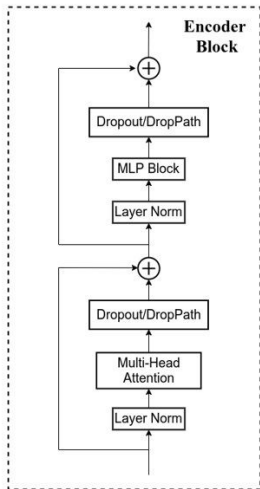 Encoder
Block
+
Dropout/DropPath
MLP Block
Layer Norm
+
Dropout/DropPath
Multi-Head
Attention
Layer Norm